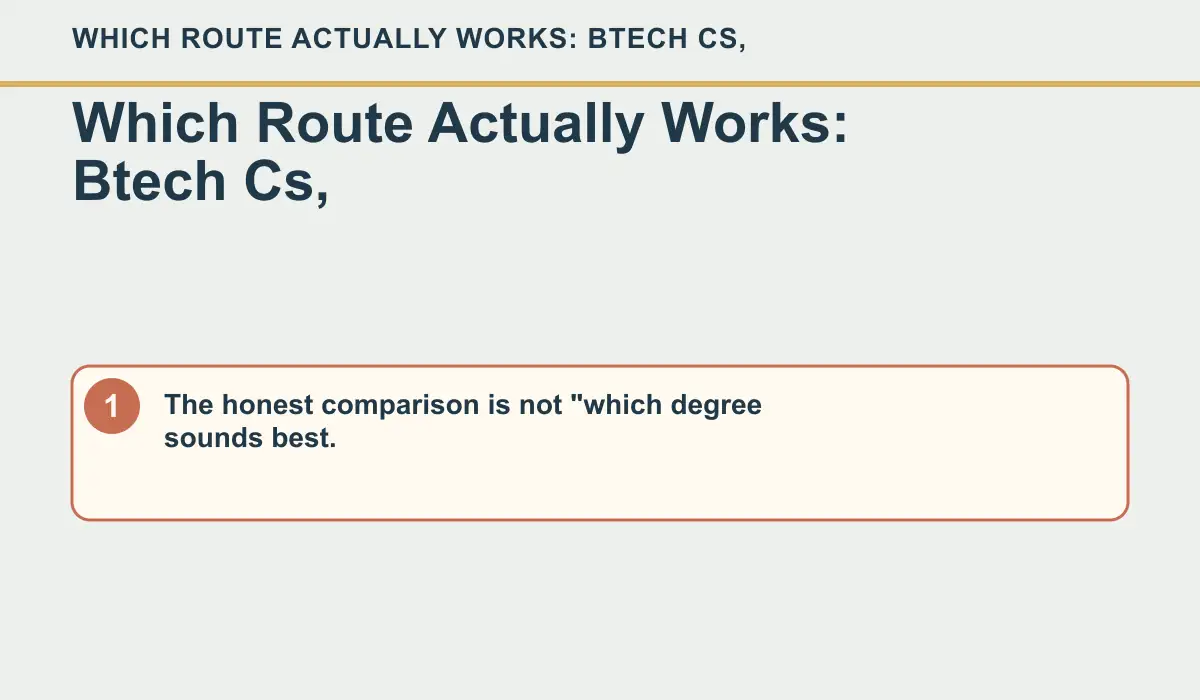 WHICH ROUTE ACTUALLY WORKS: BTECH CS,
Which Route Actually Works:
Btech Cs,
1
The honest comparison is not "which degree
sounds best.